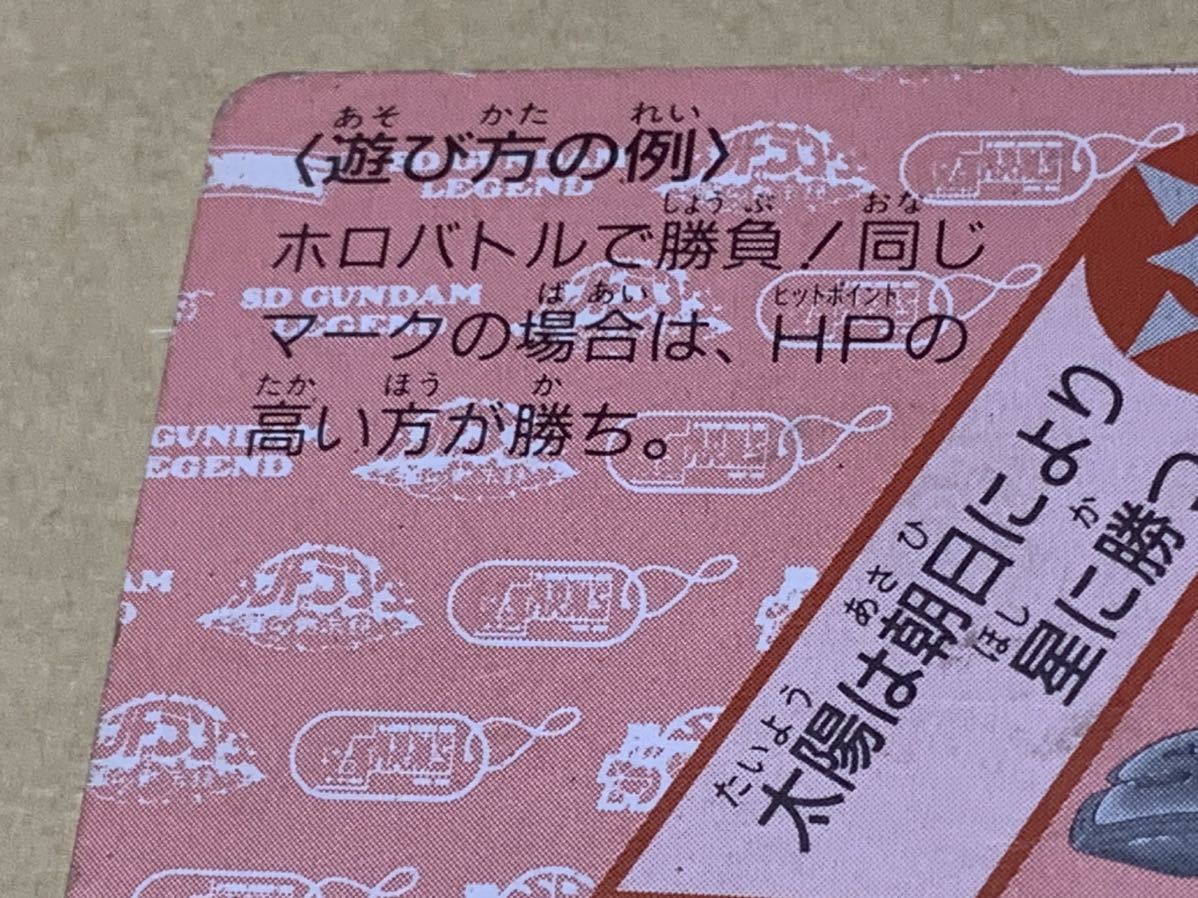 〈遊び方の例〉
ホロバトルで勝負!同じ
マークの場合は、HPの
高い方が勝ち。
太陽は朝日により
星に勝つ
SD GUNDAM
LEGEND